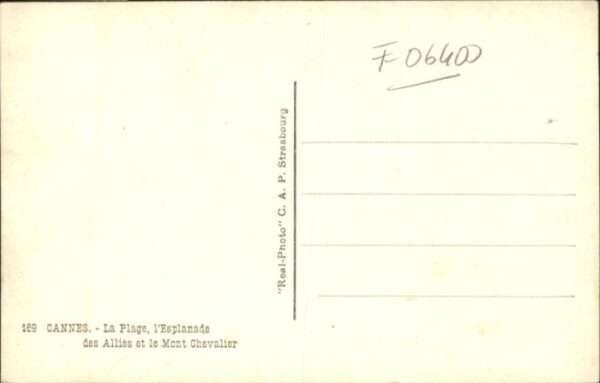 F 06400
"Real-Photo" C. A. P. Strasbourg
189 CANNES. - La Plage, l'Esplanade
des Alliés et le Mont Chevalier